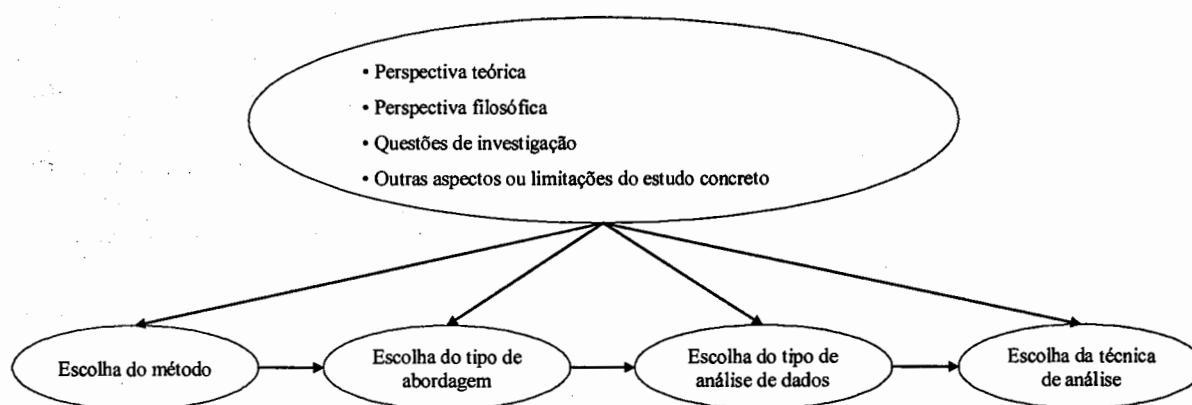 • Perspectiva teórica
• Perspectiva filosófica
• Questões de investigação
• Outras aspectos ou limitações do estudo concreto
Escolha do método
Escolha do tipo de
abordagem
Escolha do tipo de
análise de dados
Escolha da técnica
de análise